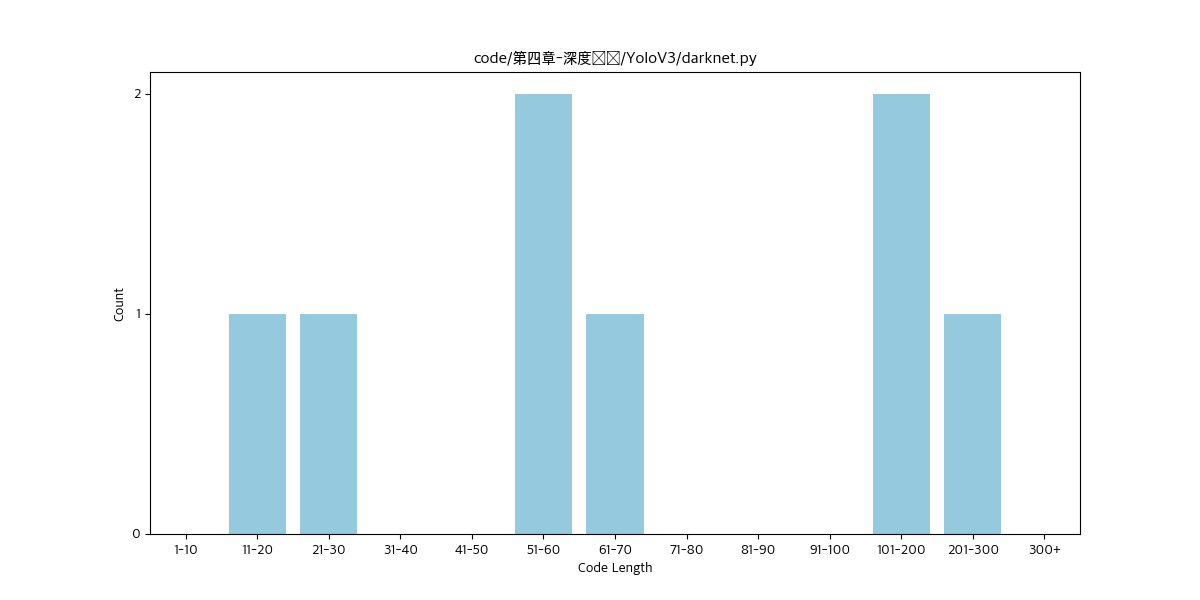 code/第四章-深度/YoloV3/darknet.py
Count
2
1
0
1-10 11-20 21-30 31-40 41-50 51-60 61-70 71-80 81-90 91-100 101-200 201-300 300+
Code Length